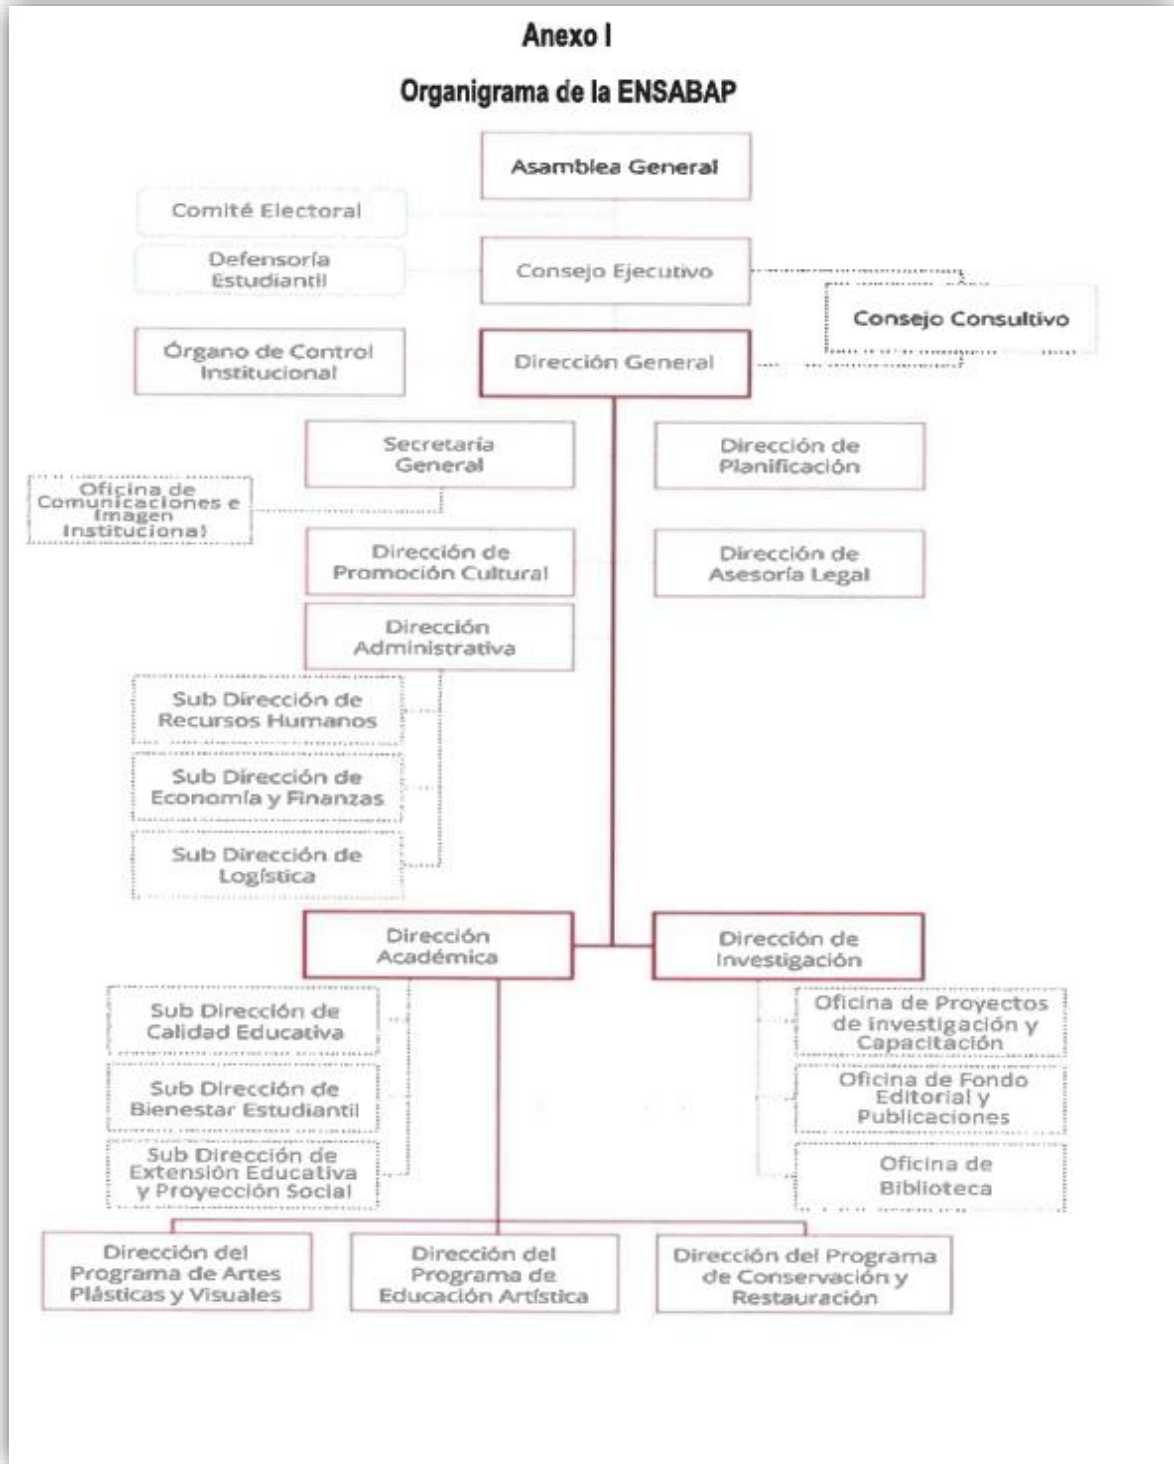 Anexo I
Organigrama de la ENSABAP
Asamblea General
Comité Electoral
Defensoría
Estudiantil
Consejo Ejecutivo
Consejo Consultivo
Órgano de Control
Institucional
Dirección General
Secretaría
General
Dirección de
Planificación
Oficina de
Comunicaciones e
Imagen
Institucional
Dirección de
Promoción Cultural
Dirección de
Asesoría Legal
Dirección
Administrativa
Sub Dirección de
Recursos Humanos
Sub Dirección de
Economía y Finanzas
Sub Dirección de
Logística
Dirección
Académica
Dirección de
Investigación
Sub Dirección de
Calidad Educativa
Sub Dirección de
Bienestar Estudiantil
Sub Dirección de
Extensión Educativa
y Proyección Social
Oficina de Proyectos
de Investigación y
Capacitación
Oficina de Fondo
Editorial y
Publicaciones
Oficina de
Biblioteca
Dirección del
Programa de Artes
Plásticas y Visuales
Dirección del
Programa de
Educación Artística
Dirección del Programa
de Conservación y
Restauración